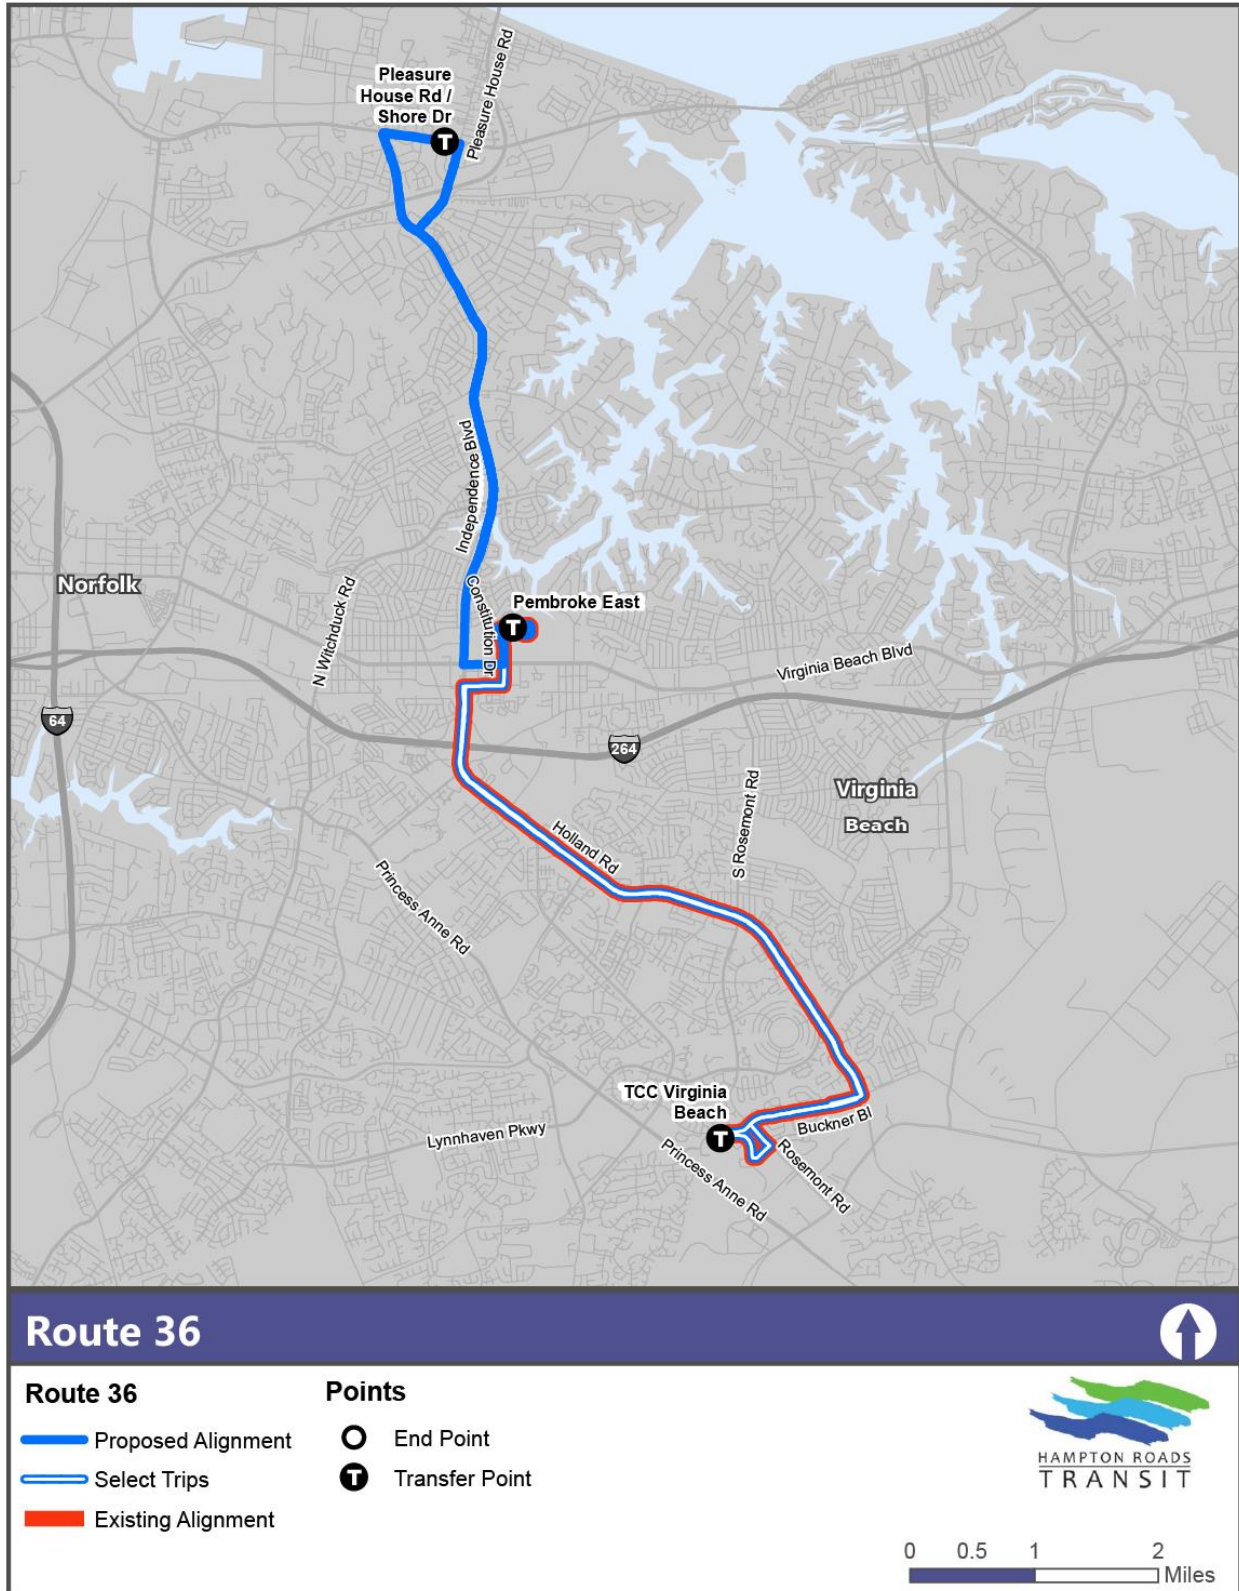 Pleasure
House Rd /
Shore Dr
T
Pleasure House Rd
Independence Blvd
Norfolk
N Witchduck Rd
Constitution Dr
Pembroke East
T
Virginia Beach Blvd
64
264
Virginia
Beach
S Rosemont Rd
Holland Rd
Princess Anne Rd
TCC Virginia
Beach
T
Buckner Bl
Lynnhaven Pkwy
Rosemont Rd
Princess Anne Rd
Route 36
Route 36
Proposed Alignment
Select Trips
Existing Alignment
Points
End Point
T Transfer Point
HAMPTON ROADS
TRANSIT
0 0.5 1 2
Miles